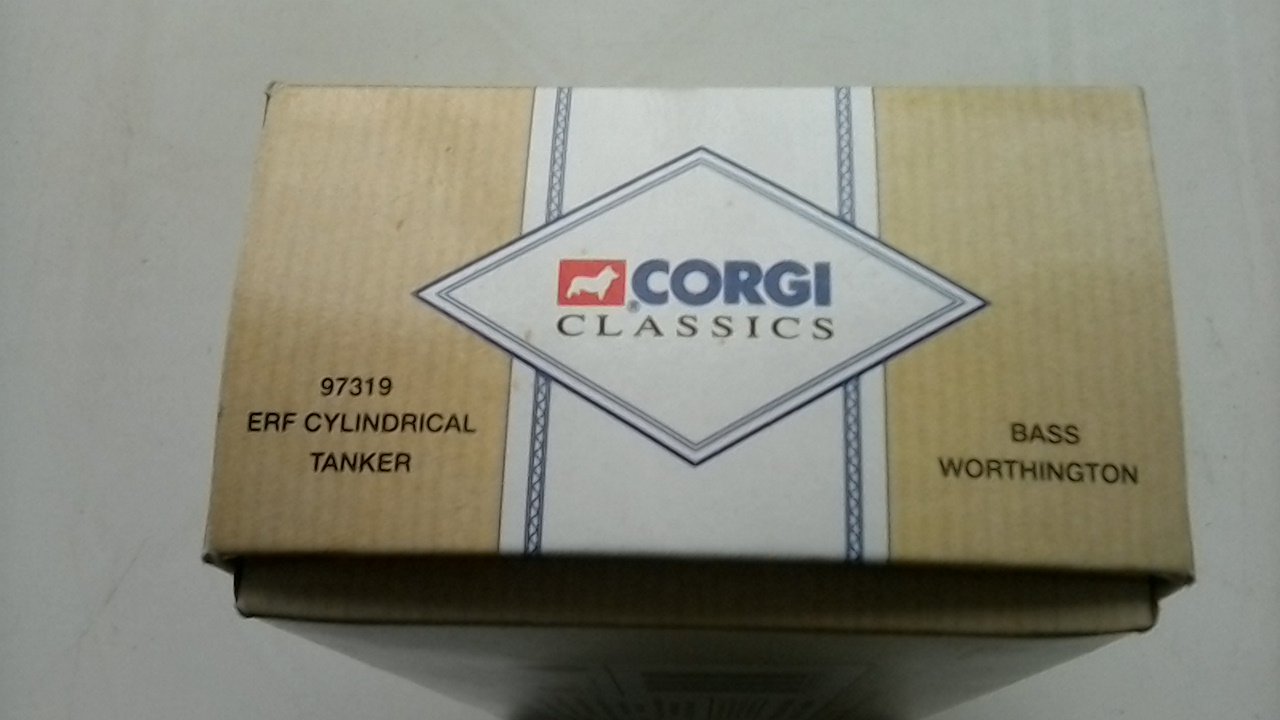 CORGI
CLASSICS
97319
ERF CYLINDRICAL
TANKER
BASS
WORTHINGTON